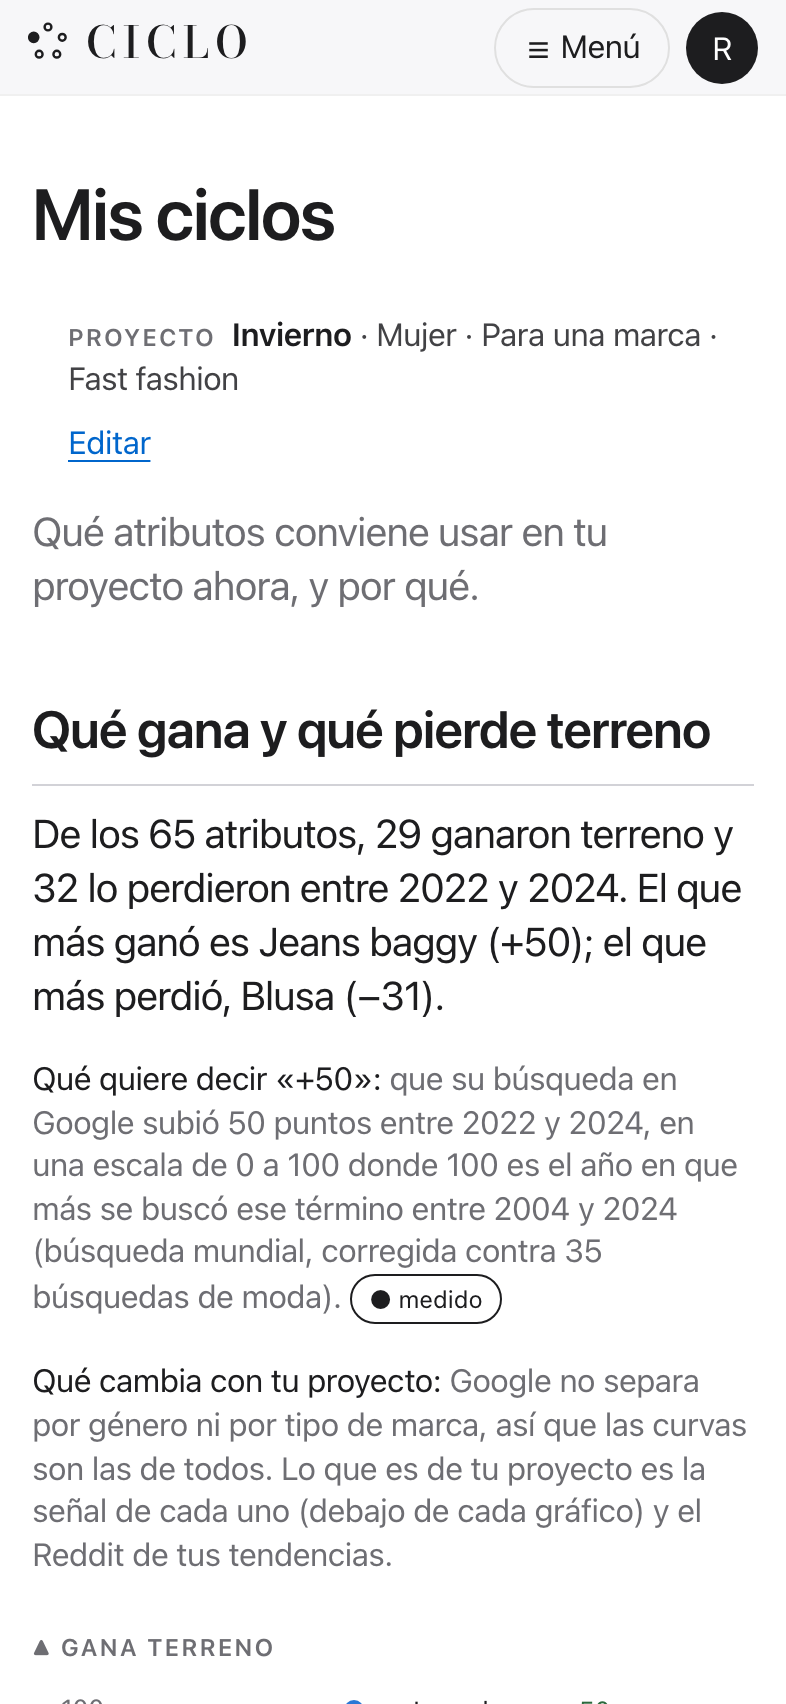 CICLO
≡ Menú
R
Mis ciclos
PROYECTO Invierno · Mujer · Para una marca ·
Fast fashion
Editar
Qué atributos conviene usar en tu
proyecto ahora, y por qué.
Qué gana y qué pierde terreno
De los 65 atributos, 29 ganaron terreno y
32 lo perdieron entre 2022 y 2024. El que
más ganó es Jeans baggy (+50); el que
más perdió, Blusa (−31).
Qué quiere decir «+50»: que su búsqueda en
Google subió 50 puntos entre 2022 y 2024, en
una escala de 0 a 100 donde 100 es el año en que
más se buscó ese término entre 2004 y 2024
(búsqueda mundial, corregida contra 35
búsquedas de moda). ● medido
Qué cambia con tu proyecto: Google no separa
por género ni por tipo de marca, así que las curvas
son las de todos. Lo que es de tu proyecto es la
señal de cada uno (debajo de cada gráfico) y el
Reddit de tus tendencias.
▲ GANA TERRENO